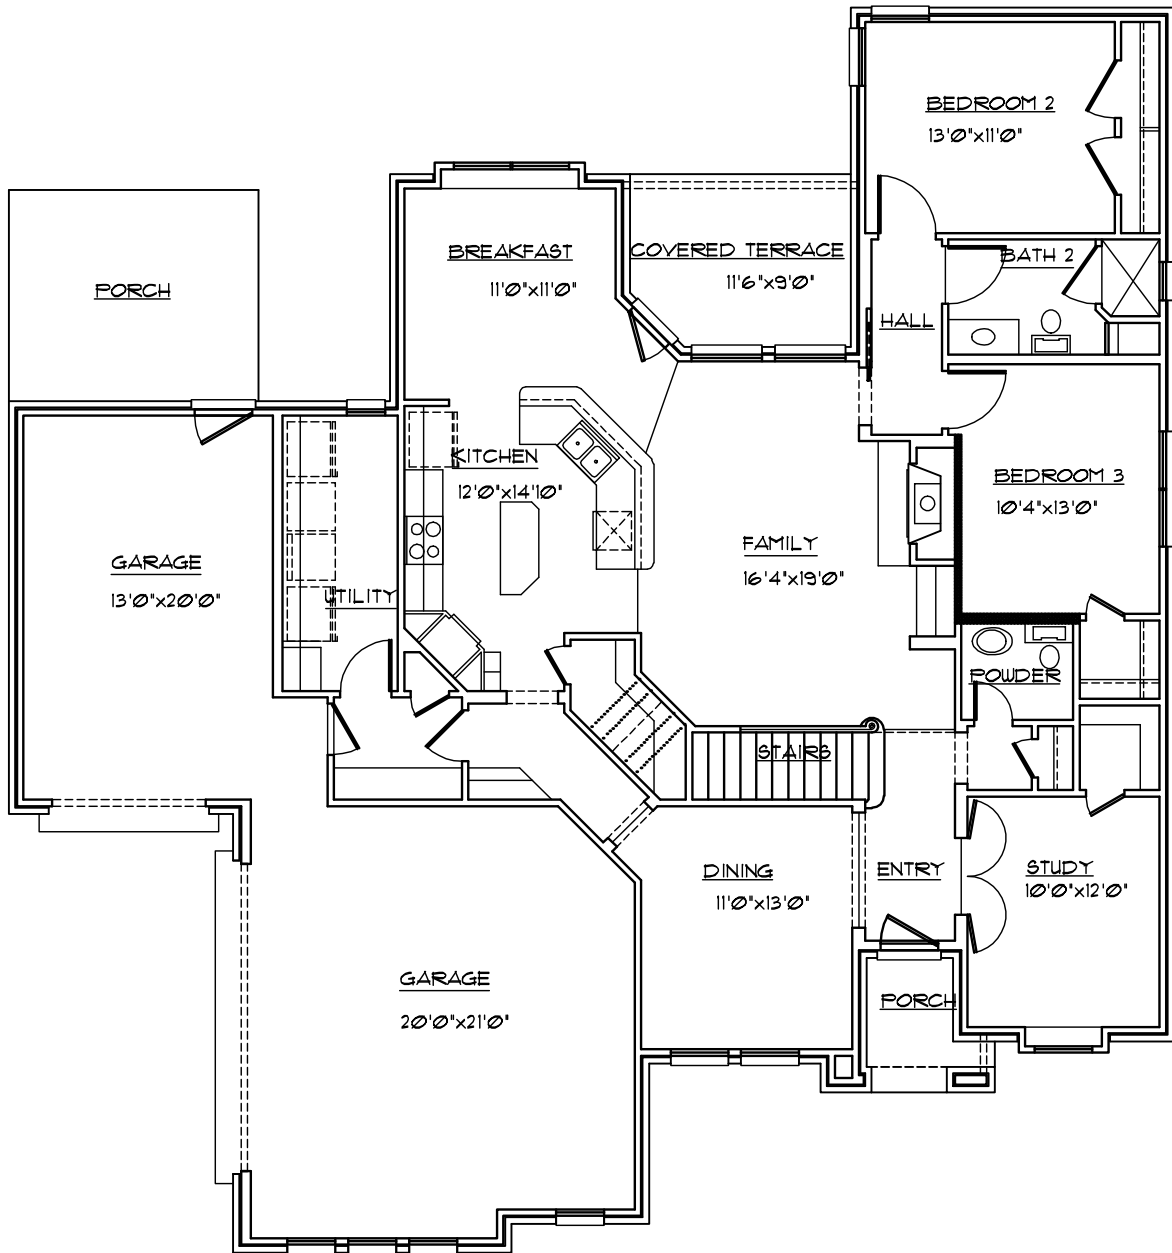 BEDROOM 2
13'0"x11'0"
BREAKFAST
11'0"x11'0"
COVERED TERRACE
11'6"x9'0"
BATH 2
PORCH
HALL
KITCHEN
12'0"x14'10"
BEDROOM 3
10'4"x13'0"
GARAGE
13'0"x20'0"
UTILITY
FAMILY
16'4"x19'0"
POWDER
STAIRS
DINING
11'0"x13'0"
ENTRY
STUDY
10'0"x12'0"
GARAGE
20'0"x21'0"
PORCH